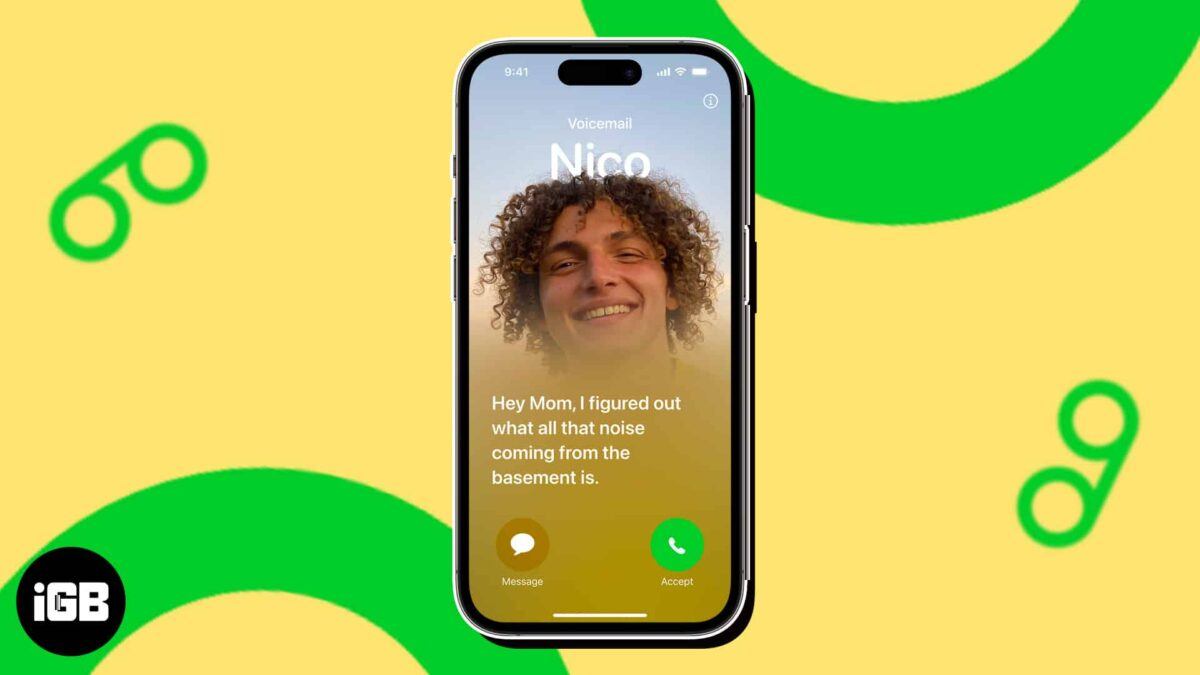 9:41
Voicemail
Nico
Hey Mom, I figured out
what all that noise
coming from the
basement is.
Message
Accept
iGB